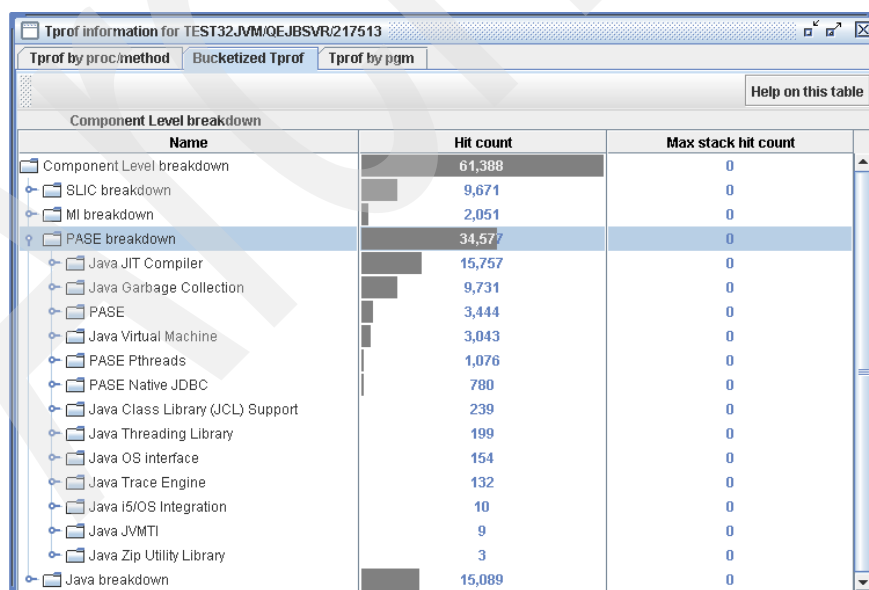 Tprof information for TEST32JVM/QEJBSVR/217513
Tprof by proc/method Bucketized Tprof Tprof by pgm
Help on this table
Component Level breakdown
Name Hit count Max stack hit count
Component Level breakdown 61,388 0
SLIC breakdown 9,671 0
MI breakdown 2,051 0
PASE breakdown 34,577 0
Java JIT Compiler 15,757 0
Java Garbage Collection 9,731 0
PASE 3,444 0
Java Virtual Machine 3,043 0
PASE Pthreads 1,076 0
PASE Native JDBC 780 0
Java Class Library (JCL) Support 239 0
Java Threading Library 199 0
Java OS interface 154 0
Java Trace Engine 132 0
Java i5/OS Integration 10 0
Java JVMTI 9 0
Java Zip Utility Library 3 0
Java breakdown 15,089 0